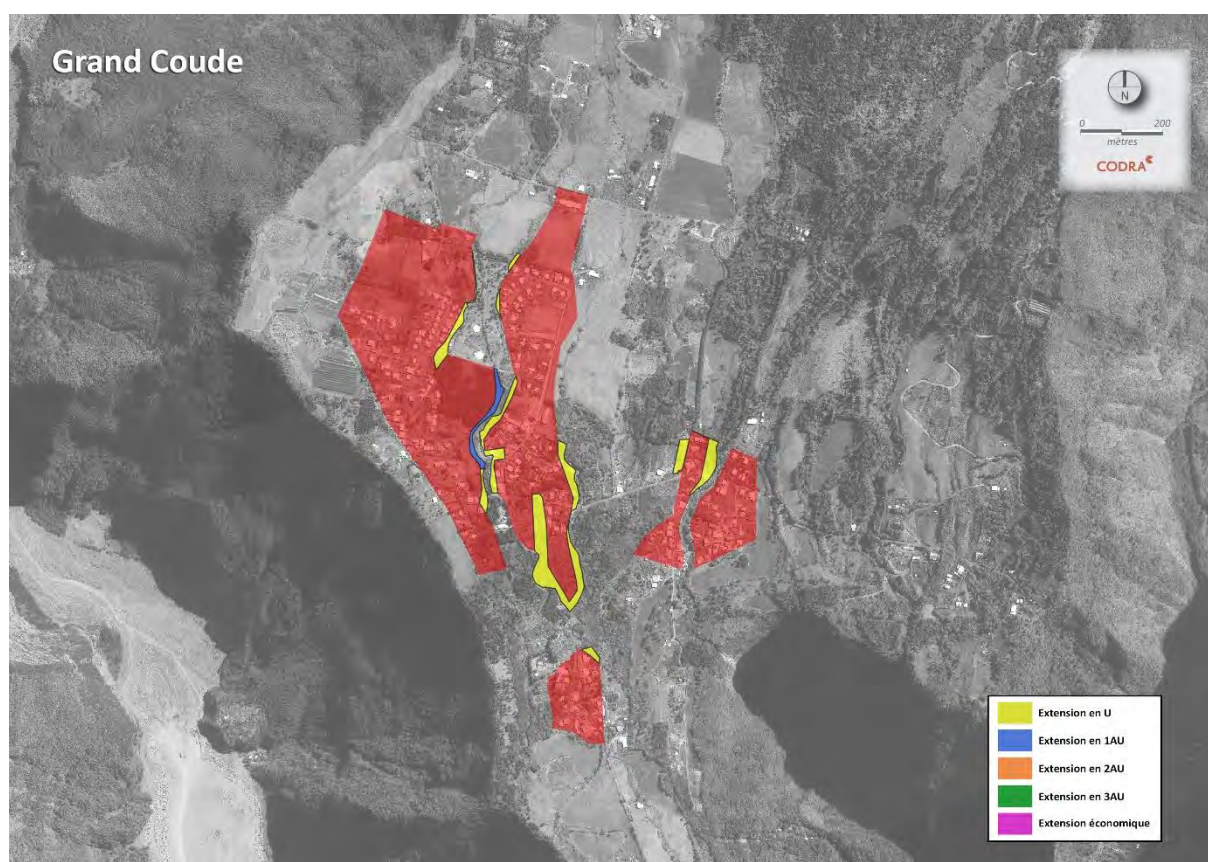 Grand Coude
N
0 200
mètres
CODRA
Extension en U
Extension en 1AU
Extension en 2AU
Extension en 3AU
Extension économique